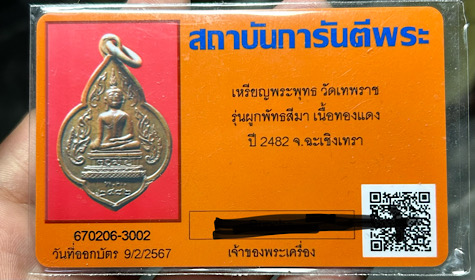 สถาบันการันตีพระ
เหรียญพระพุทธ วัดเทพราช
รุ่นผูกพัทธสีมา เนื้อทองแดง
ปี 2482 จ.ฉะเชิงเทรา
๒๔๘๒
670206-3002
วันที่ออกบัตร 9/2/2567
เจ้าของพระเครื่อง